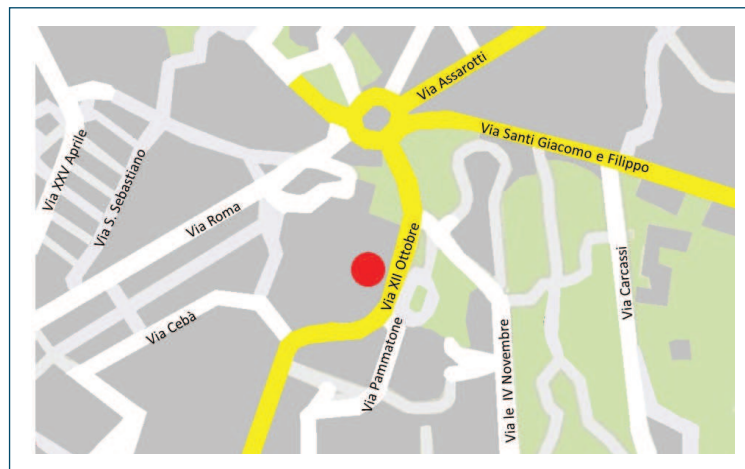 Via Assarotti
Via Santi Giacomo e Filippo
Via XXV Aprile
Via S. Sebastiano
Via Roma
Via XII Ottobre
Via Carcassi
Via Cebà
Via Pammatone
Via le IV Novembre